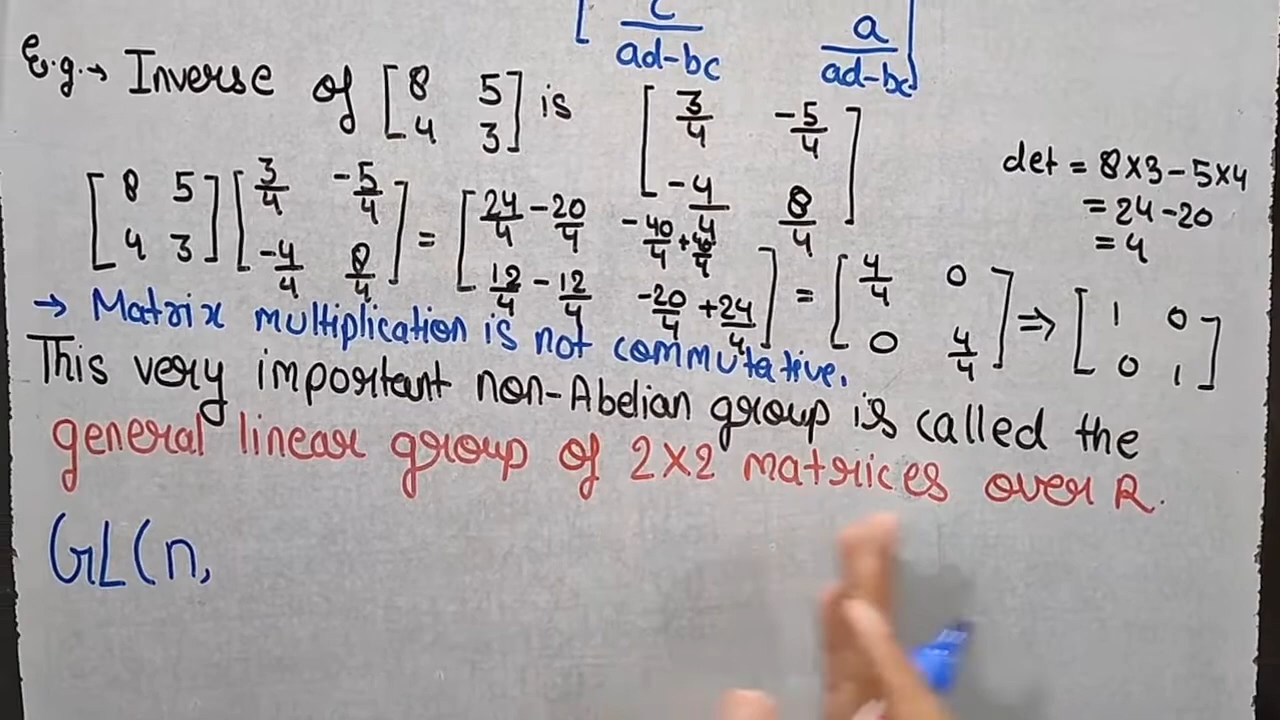 [ c/ad-bc a/ad-bc ]
E.g.→ Inverse of [8 5 4 3] is [3/4 -5/4 -4/4 8/4]
det = 8×3-5×4
= 24-20
= 4
[8 5 4 3] [3/4 -5/4 -4/4 8/4] = [24/4 - 20/4 -40/4 + 40/4 12/4 - 12/4 -20/4 + 24/4] = [4/4 0 0 4/4] ⇒ [1 0 0 1]
→ Matrix multiplication is not commutative.
This very important non-Abelian group is called the
general linear group of 2×2 matrices over R.
GL(n,